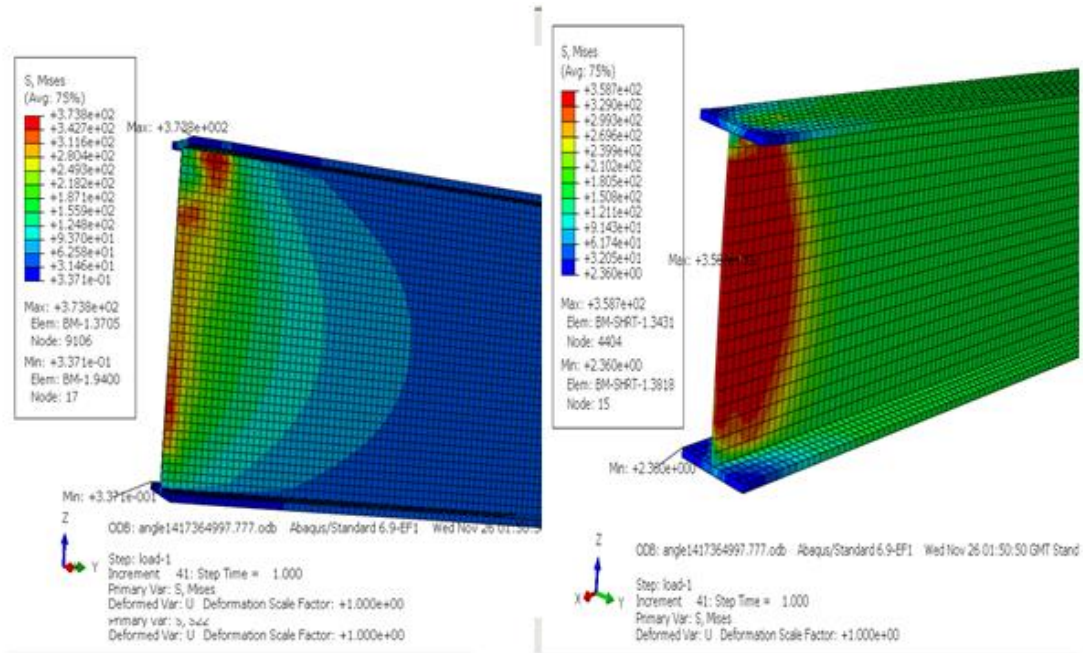 S, Mises
(Avg: 75%)
+3.738e+02
+3.427e+02
+3.116e+02
+2.804e+02
+2.493e+02
+2.182e+02
+1.871e+02
+1.559e+02
+1.248e+02
+9.370e+01
+6.258e+01
+3.146e+01
+3.371e-01
Max: +3.738e+02
Elem: BM-1.3705
Node: 9106
Min: +3.371e-01
Elem: BM-1.9400
Node: 17
Max: +3.738e+002
Min: +3.371e-001
Z
Y
ODB: angle1417364997.777.odb Abaqus/Standard 6.9-EF1 Wed Nov 26
Step: load-1
Increment 41: Step Time = 1.000
Primary Var: S, Mises
Deformed Var: U Deformation Scale Factor: +1.000e+00
Primary Var: S, S22
Deformed Var: U Deformation Scale Factor: +1.000e+00
S, Mises
(Avg: 75%)
+3.587e+02
+3.290e+02
+2.993e+02
+2.696e+02
+2.399e+02
+2.102e+02
+1.805e+02
+1.508e+02
+1.211e+02
+9.143e+01
+6.174e+01
+3.205e+01
+2.360e+00
Max: +3.587e+02
Elem: BM-SHRT-1.3431
Node: 4404
Min: +2.360e+00
Elem: BM-SHRT-1.3818
Node: 15
Max:
Min: +2.360e+000
Z
X
Y
ODB: angle1417364997.777.odb Abaqus/Standard 6.9-EF1 Wed Nov 26 01:50:50 GMT Stand
Step: load-1
Increment 41: Step Time = 1.000
Primary Var: S, Mises
Deformed Var: U Deformation Scale Factor: +1.000e+00